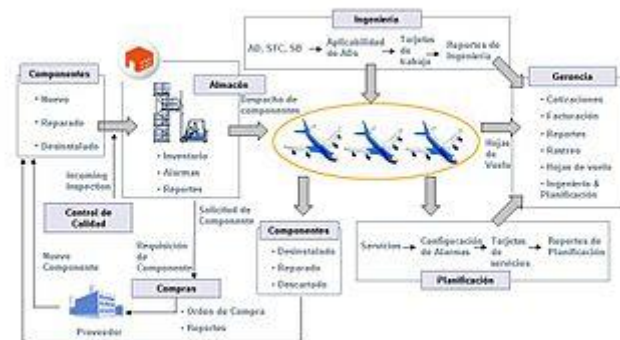 Ingeniería
AD, STC, SB
Aplicabilidad
de ADs
Tarjetas
de
trabajo
Reportes de
Ingeniería
Componentes
• Nuevo
• Reparado
• Desinstalado
Almacén
• Inventario
• Alarmas
• Reportes
Despacho de
componentes
Hojas
de
Vuelo
Gerencia
• Cotizaciones
• Facturación
• Reportes
• Rastreo
• Hojas de vuelo
• Ingeniería &
Planificación
Incoming
Inspection
Control de
Calidad
Solicitud de
Componente
Requisición
de
Componente
Nuevo
Componente
Compras
• Orden de Compra
• Reportes
Proveedor
Componentes
• Desinstalado
• Reparado
• Descartado
Servicios
Configuración
de Alarmas
Tarjetas
de
servicios
Reportes de
Planificación
Planificación